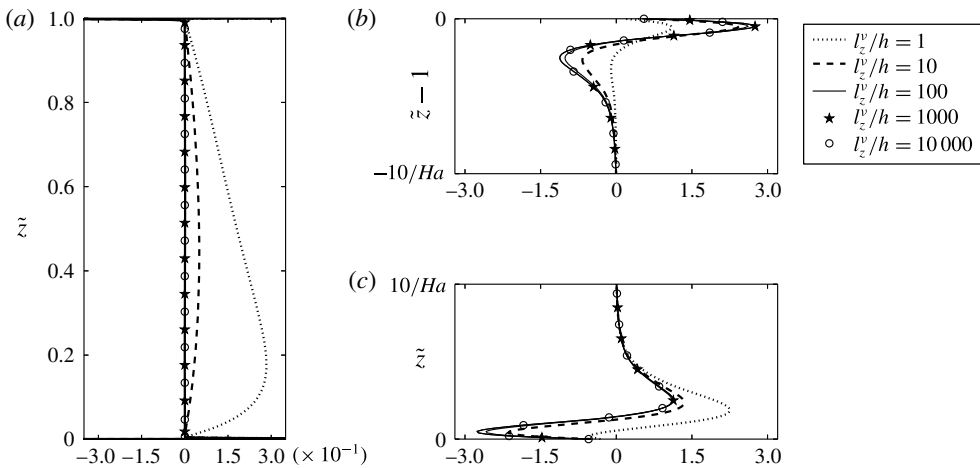 (a)
1.0
0.8
0.6
z̃
0.4
0.2
0
−3.0 −1.5 0 1.5 3.0 (× 10⁻¹)
(b)
0
z̃ − 1
−10/Ha
−3.0 −1.5 0 1.5 3.0
(c)
10/Ha
z̃
0
−3.0 −1.5 0 1.5 3.0
l_z^ν/h = 1
l_z^ν/h = 10
l_z^ν/h = 100
l_z^ν/h = 1000
l_z^ν/h = 10 000